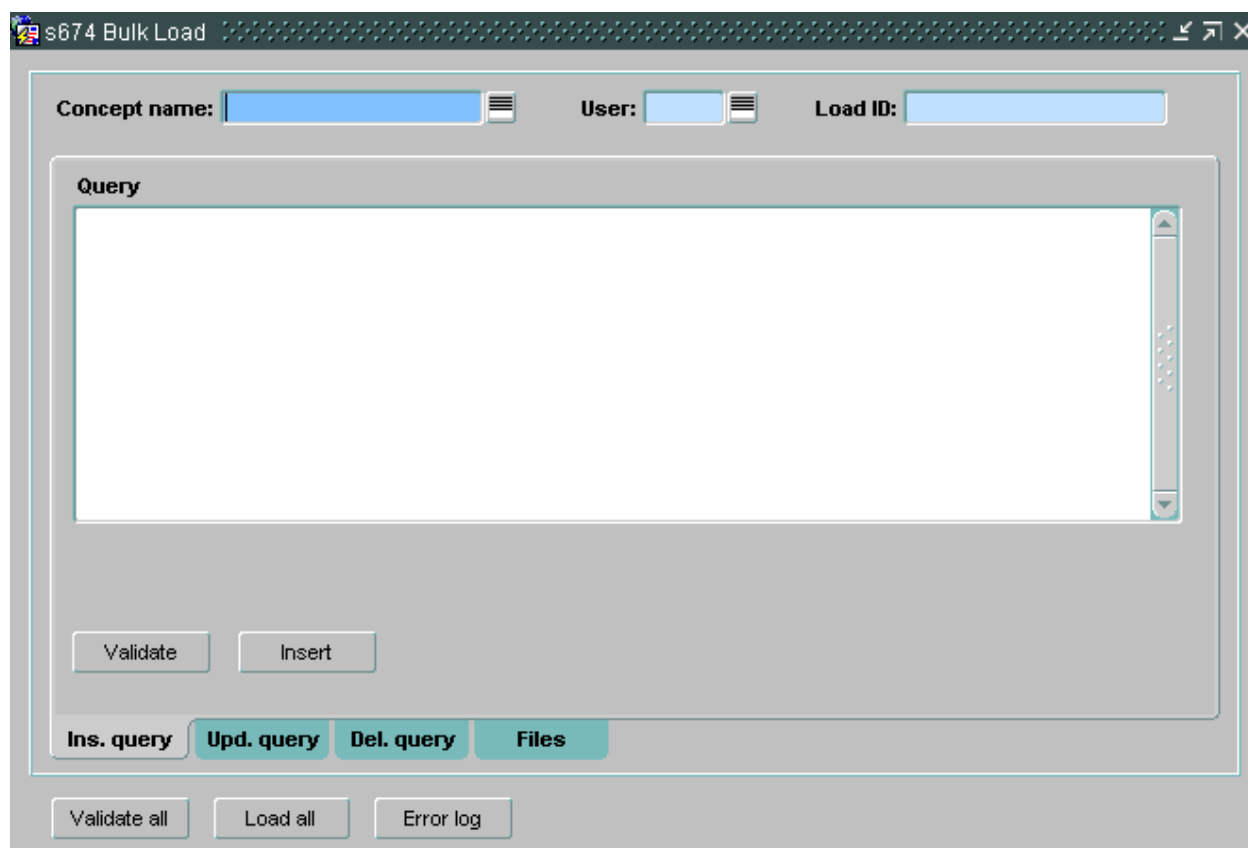 s674 Bulk Load
Concept name: User: Load ID:
Query
Validate Insert
Ins. query Upd. query Del. query Files
Validate all Load all Error log